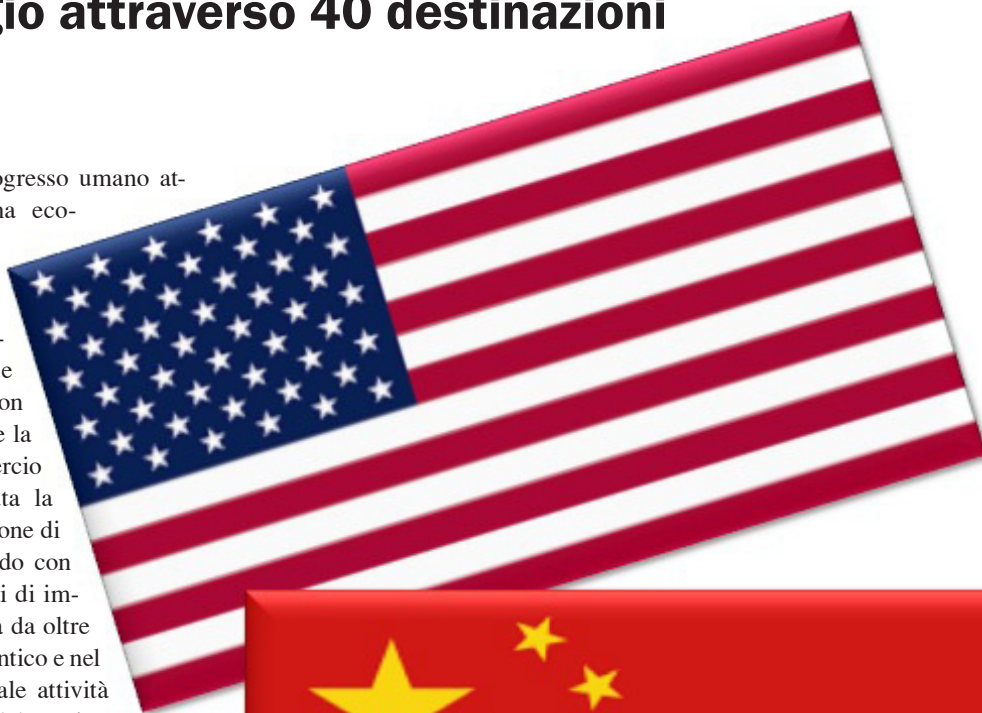 gio attraverso 40 destinazioni
ogresso umano at-
na eco-
-
e
on
e la
ercio
ta la
one di
do con
i di im-
a da oltre
ntico e nel
ale attività